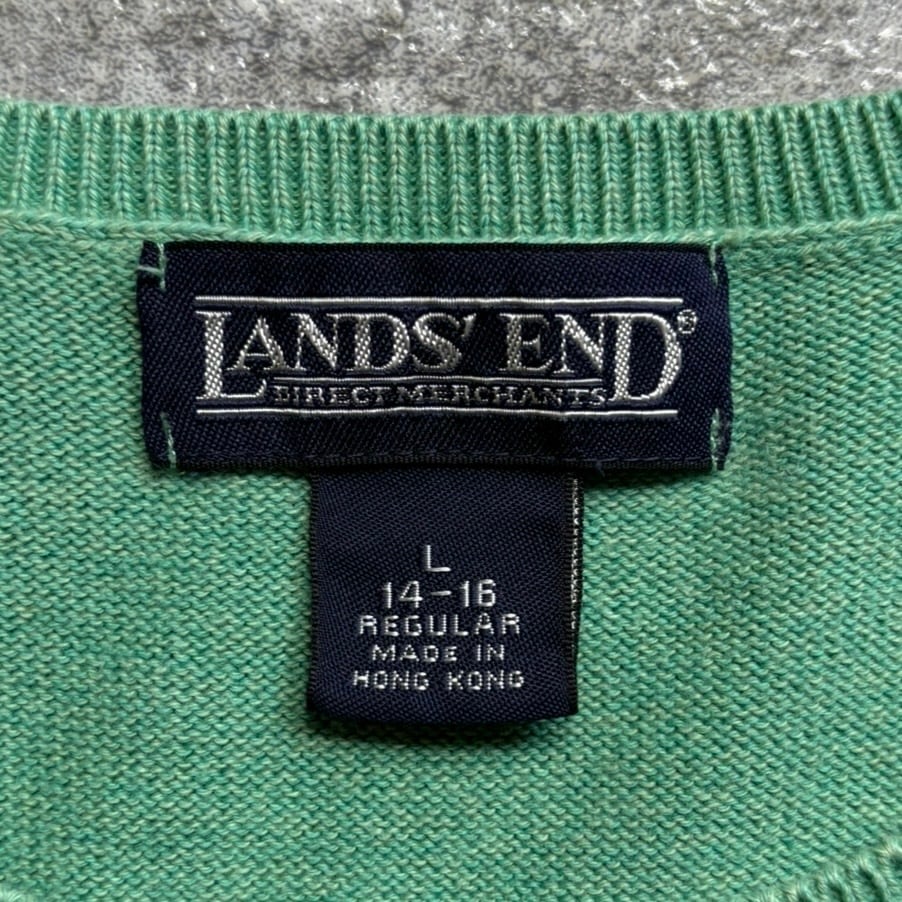 LANDS' END®
DIRECT MERCHANTS
L
14-16
REGULAR
MADE IN
HONG KONG